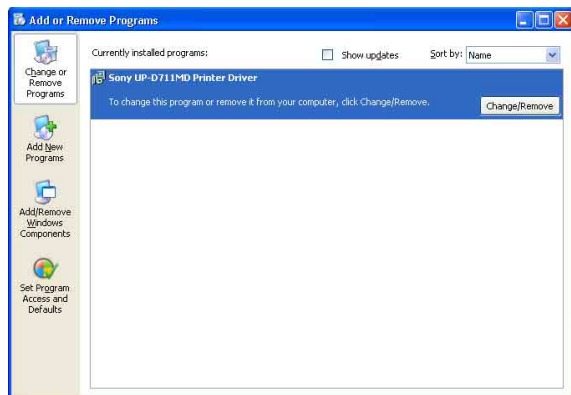 Add or Remove Programs
Change or
Remove
Programs
Add New
Programs
Add/Remove
Windows
Components
Set Program
Access and
Defaults
Currently installed programs:
Show updates
Sort by: Name
Sony UP-D711MD Printer Driver
To change this program or remove it from your computer, click Change/Remove.
Change/Remove